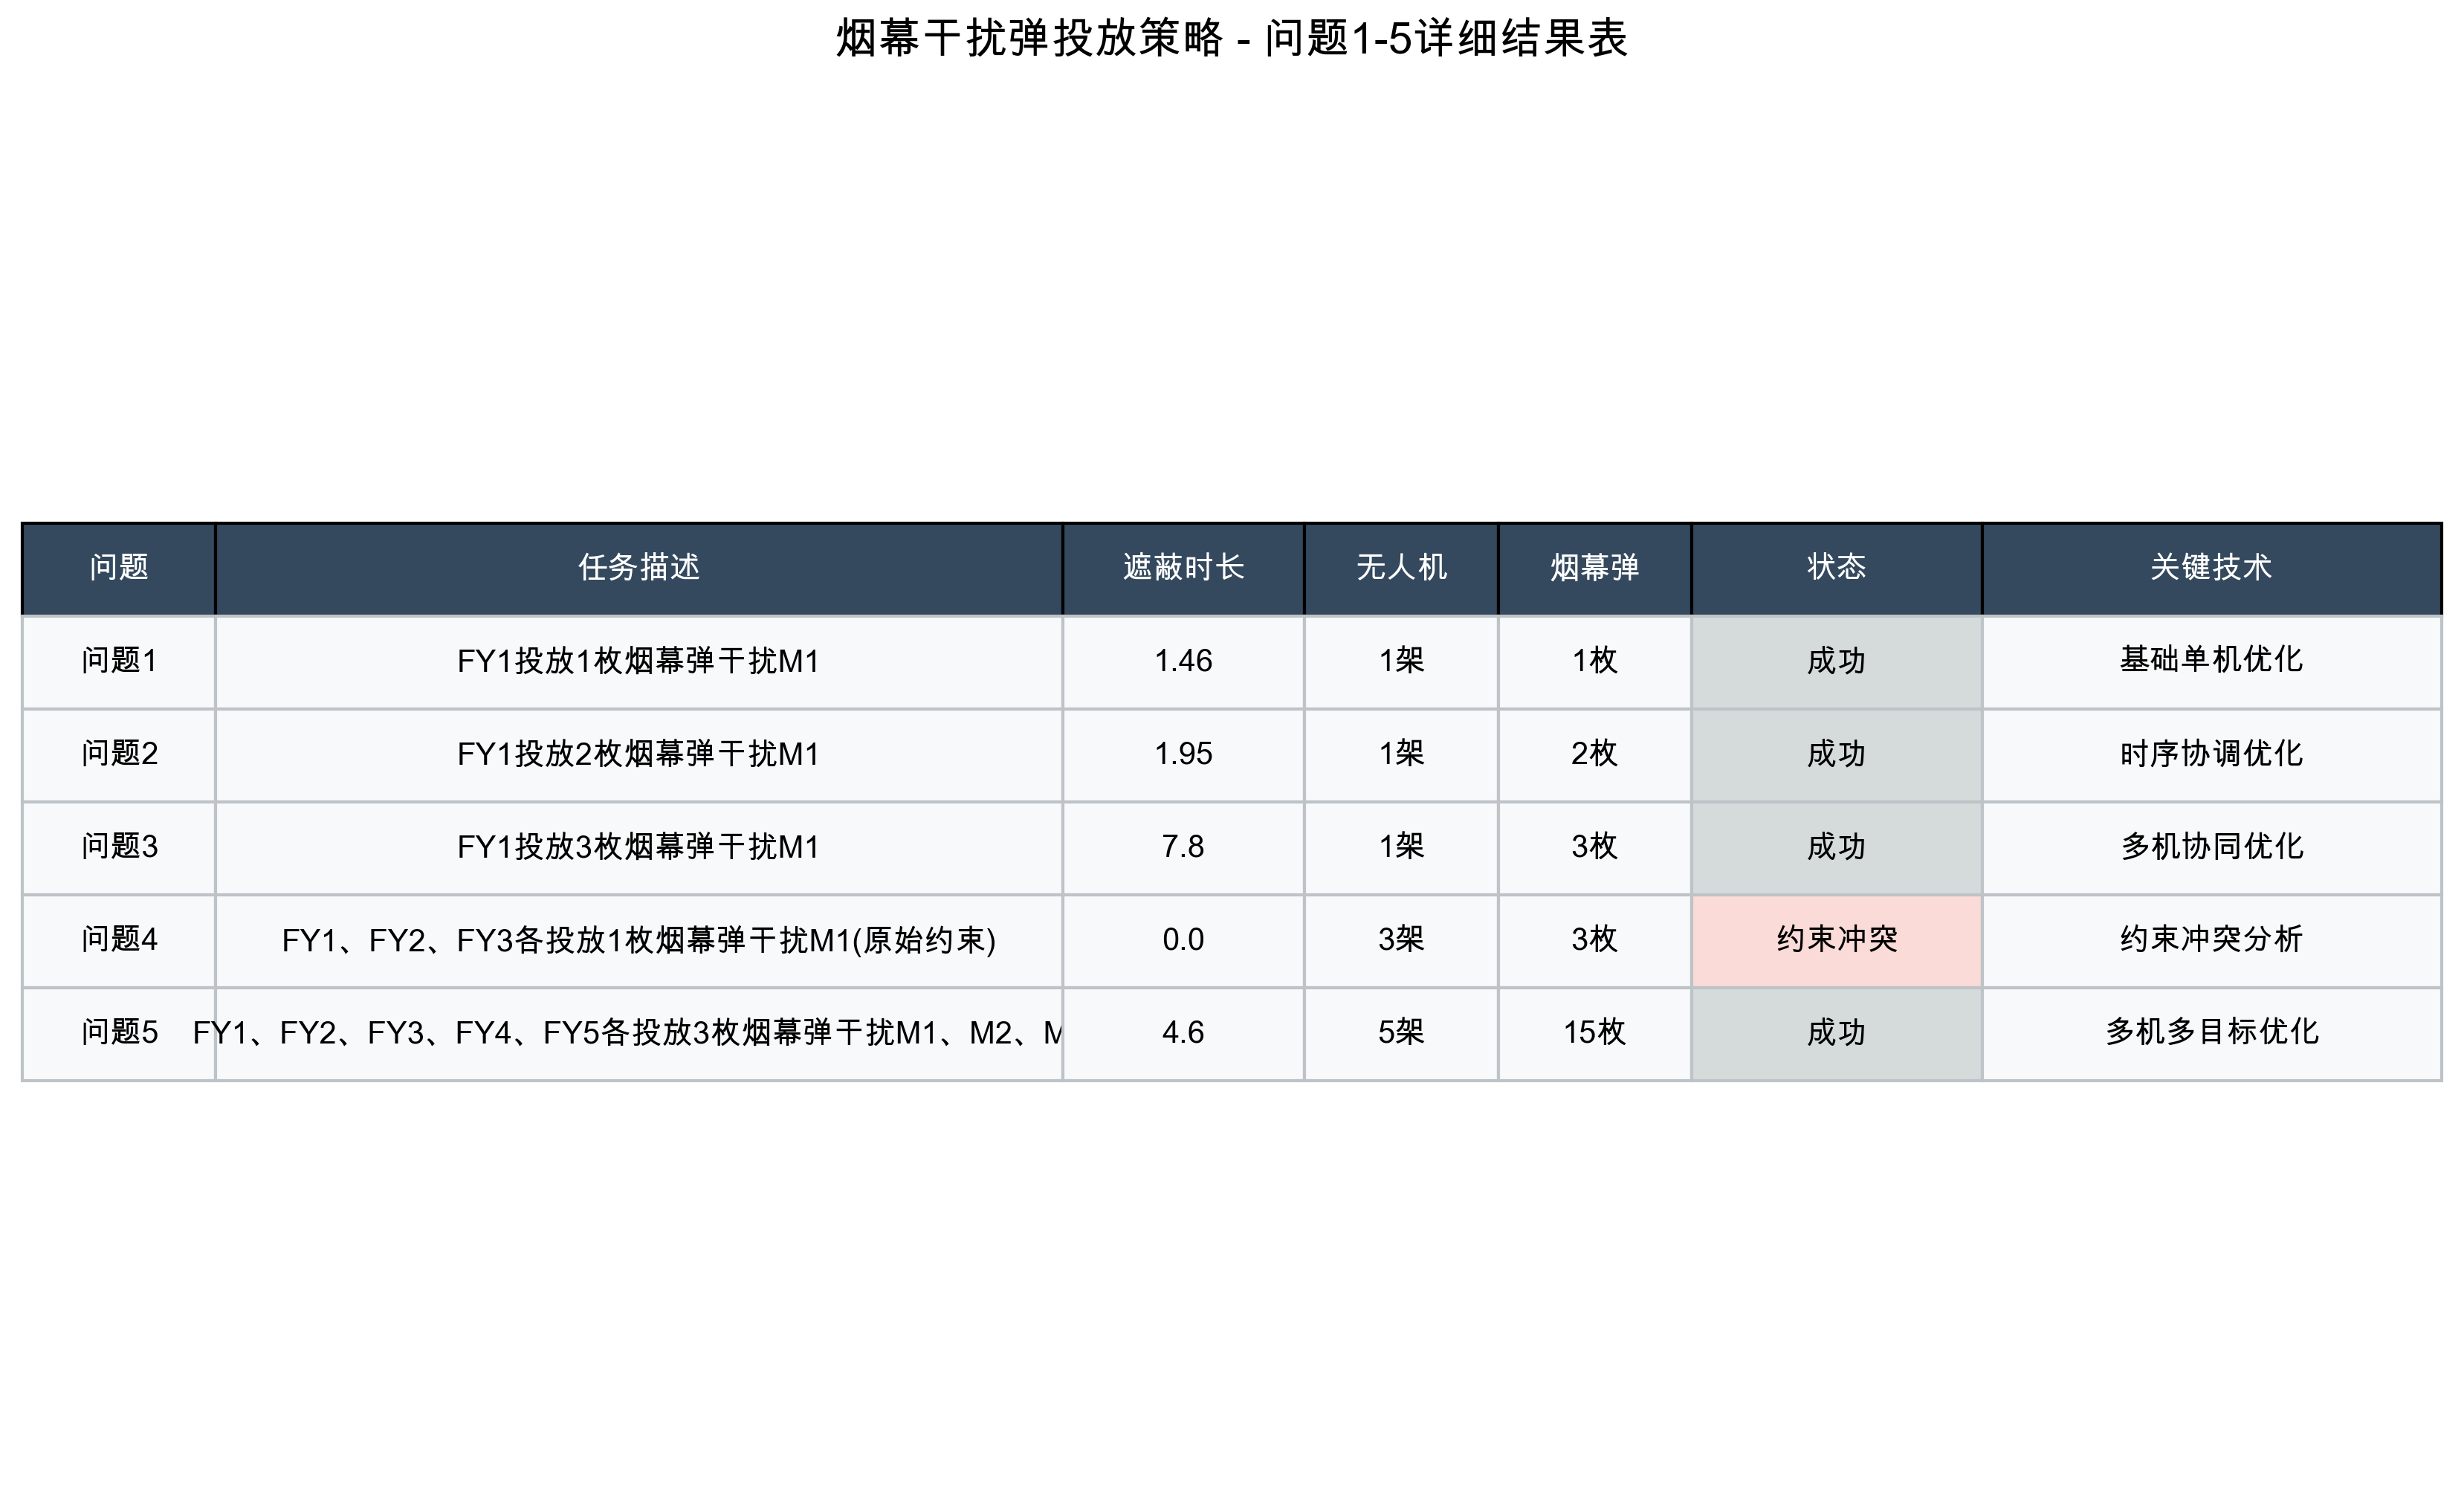 烟幕干扰弹投放策略 - 问题1-5详细结果表
问题 任务描述 遮蔽时长 无人机 烟幕弹 状态 关键技术
问题1 FY1投放1枚烟幕弹干扰M1 1.46 1架 1枚 成功 基础单机优化
问题2 FY1投放2枚烟幕弹干扰M1 1.95 1架 2枚 成功 时序协调优化
问题3 FY1投放3枚烟幕弹干扰M1 7.8 1架 3枚 成功 多机协同优化
问题4 FY1、FY2、FY3各投放1枚烟幕弹干扰M1(原始约束) 0.0 3架 3枚 约束冲突 约束冲突分析
问题5 FY1、FY2、FY3、FY4、FY5各投放3枚烟幕弹干扰M1、M2、M 4.6 5架 15枚 成功 多机多目标优化